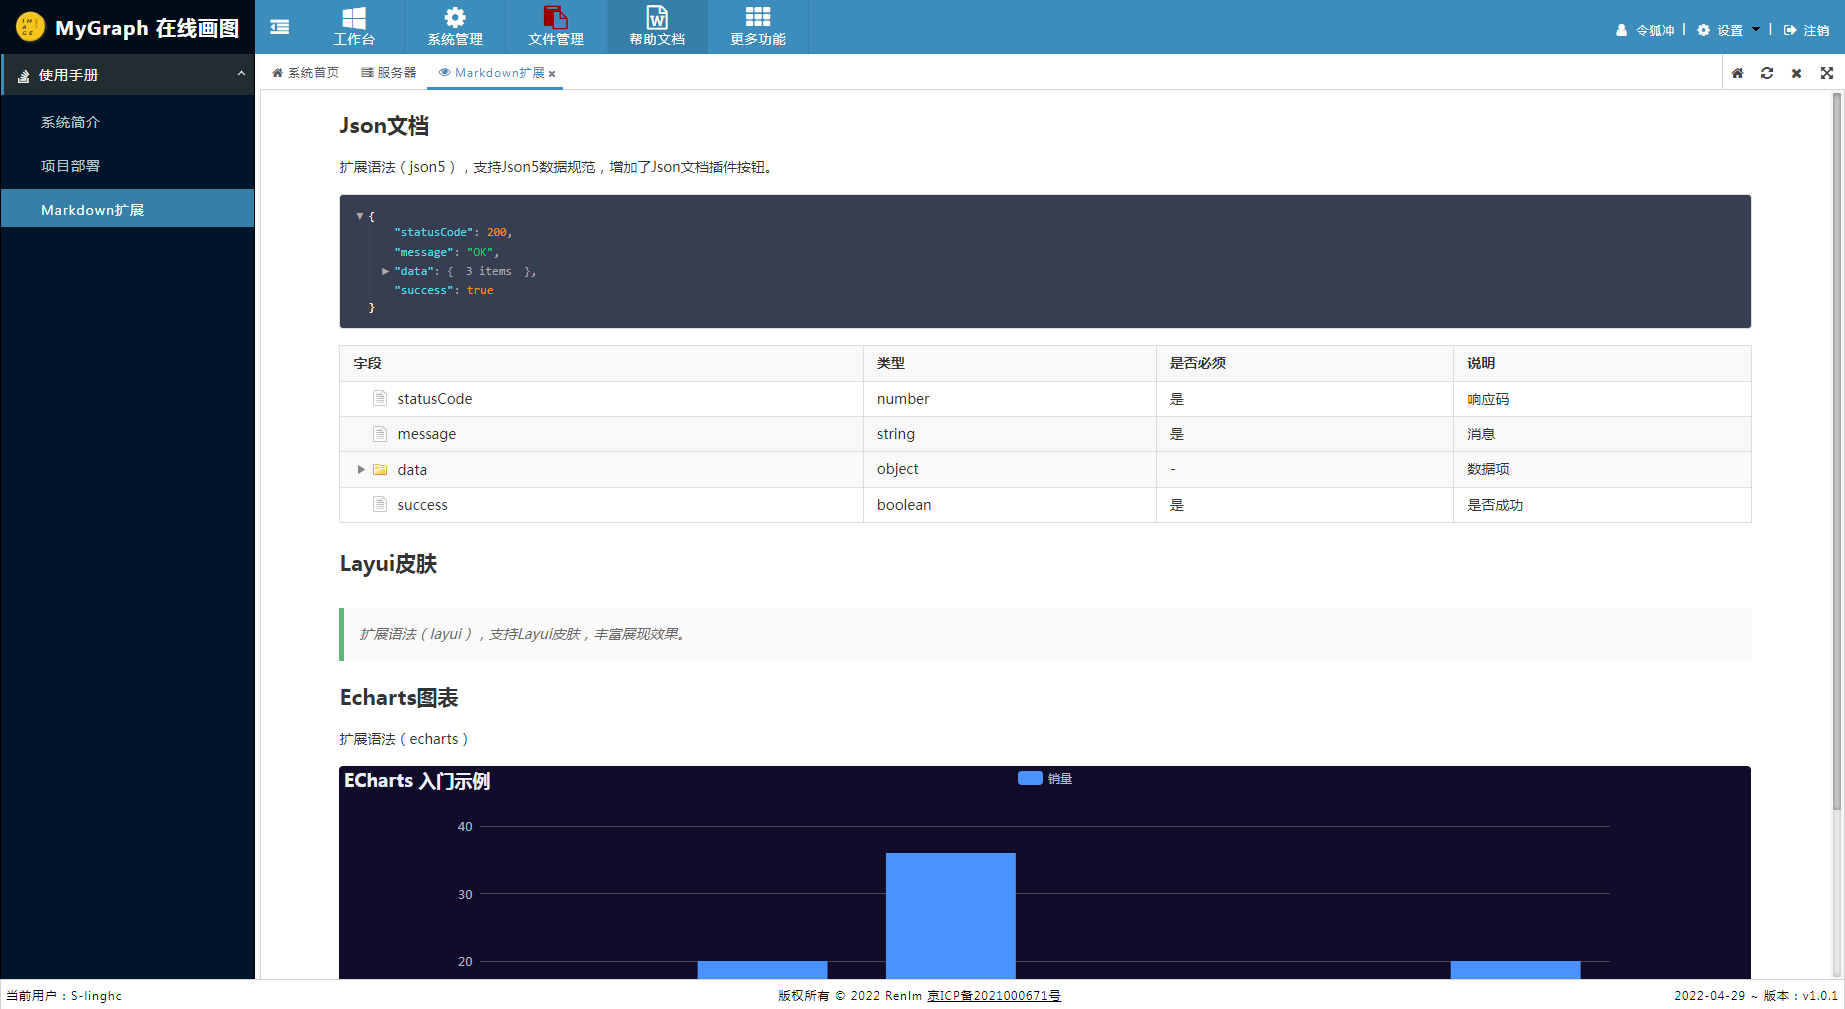 MyGraph 在线画图
工作台
系统管理
文件管理
帮助文档
更多功能
令狐冲
设置
注销
使用手册
系统简介
项目部署
Markdown扩展
系统首页
服务器
Markdown扩展
Json文档
扩展语法（json5），支持Json5数据规范，增加了Json文档插件按钮。
{
"statusCode": 200,
"message": "OK",
"data": { 3 items },
"success": true
}
字段 类型 是否必须 说明
statusCode number 是 响应码
message string 是 消息
data object - 数据项
success boolean 是 是否成功
Layui皮肤
扩展语法（layui），支持Layui皮肤，丰富展现效果。
Echarts图表
扩展语法（echarts）
ECharts 入门示例
销量
40
30
20
当前用户：S-linghc
版权所有 © 2022 Renlm 京ICP备2021000671号
2022-04-29 ~ 版本：v1.0.1